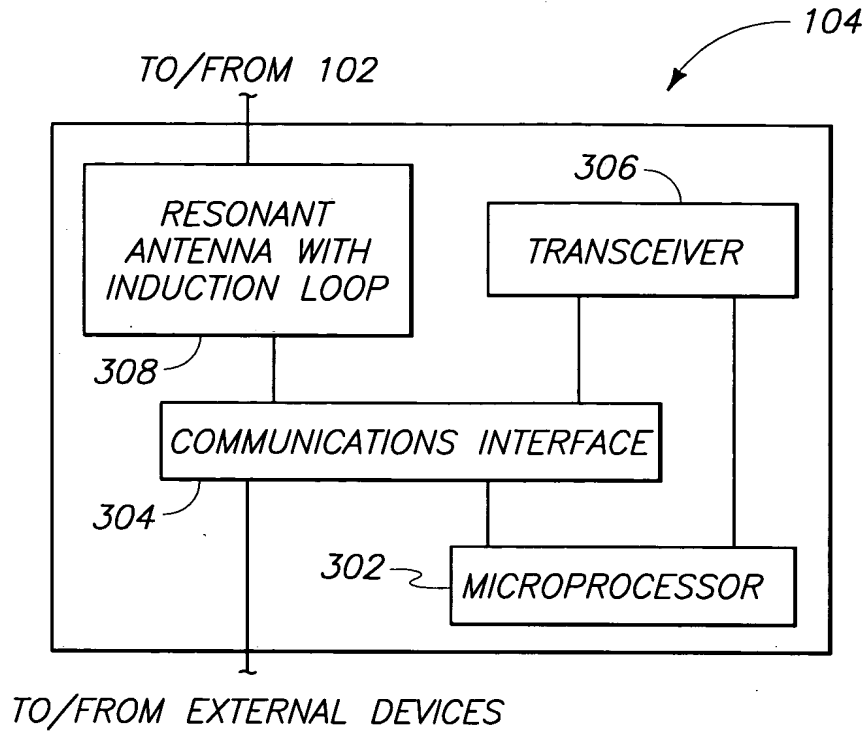 104
TO/FROM 102
306
RESONANT
ANTENNA WITH
INDUCTION LOOP
TRANSCEIVER
308
COMMUNICATIONS INTERFACE
304
302
MICROPROCESSOR
TO/FROM EXTERNAL DEVICES